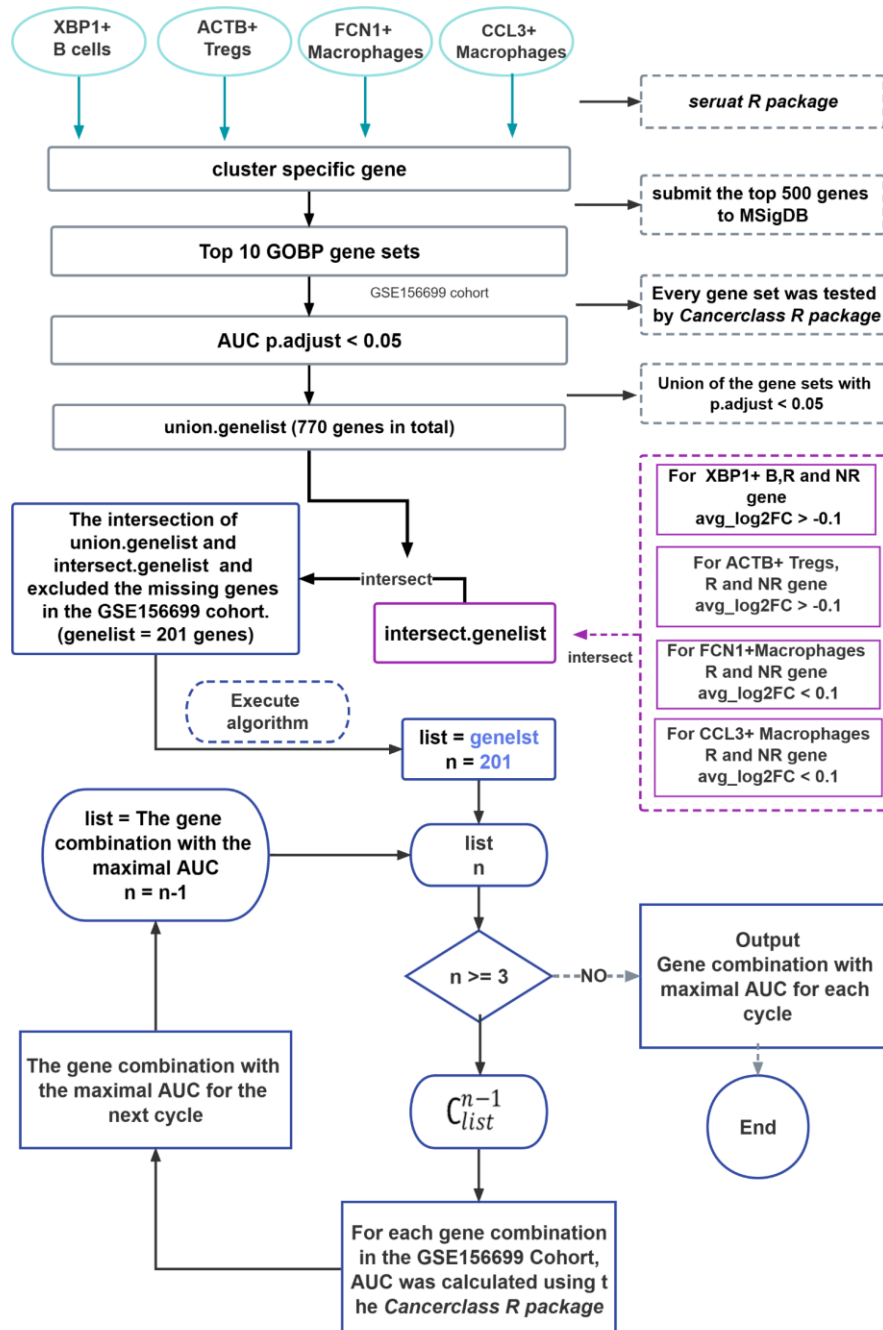 XBP1+
B cells
ACTB+
Tregs
FCN1+
Macrophages
CCL3+
Macrophages
seruat R package
cluster specific gene
submit the top 500 genes
to MSigDB
Top 10 GOBP gene sets
GSE156699 cohort
Every gene set was tested
by Cancerclass R package
AUC p.adjust < 0.05
Union of the gene sets with
p.adjust < 0.05
union.genelist (770 genes in total)
For XBP1+ B,R and NR
gene
avg_log2FC > -0.1
For ACTB+ Tregs,
R and NR gene
avg_log2FC > -0.1
For FCN1+Macrophages
R and NR gene
avg_log2FC < 0.1
For CCL3+ Macrophages
R and NR gene
avg_log2FC < 0.1
intersect
intersect.genelist
intersect
The intersection of
union.genelist and
intersect.genelist and
excluded the missing genes
in the GSE156699 cohort.
(genelist = 201 genes)
Execute
algorithm
list = genelst
n = 201
list = The gene
combination with the
maximal AUC
n = n-1
list
n
n >= 3
NO
Output
Gene combination with
maximal AUC for each
cycle
End
The gene combination with
the maximal AUC for the
next cycle
C_{list}^{n-1}
For each gene combination
in the GSE156699 Cohort,
AUC was calculated using t
he Cancerclass R package